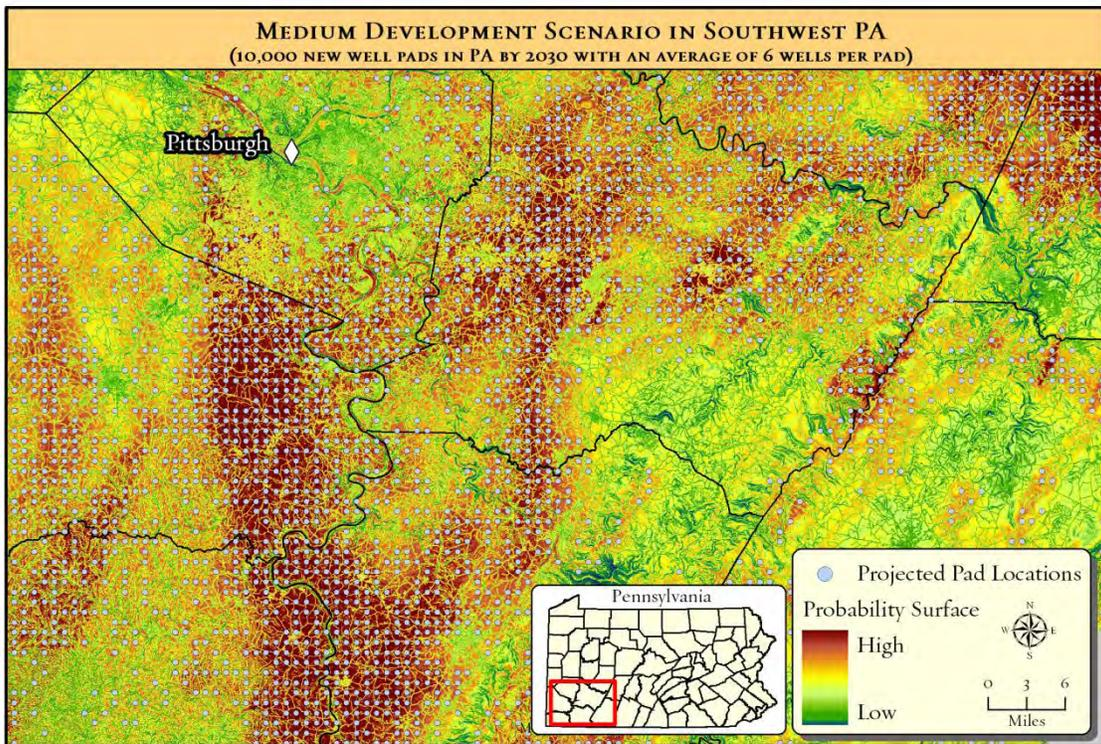 MEDIUM DEVELOPMENT SCENARIO IN SOUTHWEST PA
(10,000 NEW WELL PADS IN PA BY 2030 WITH AN AVERAGE OF 6 WELLS PER PAD)
Pittsburgh
Pennsylvania
Projected Pad Locations
Probability Surface
High
Low
N
W E
S
0 3 6
Miles